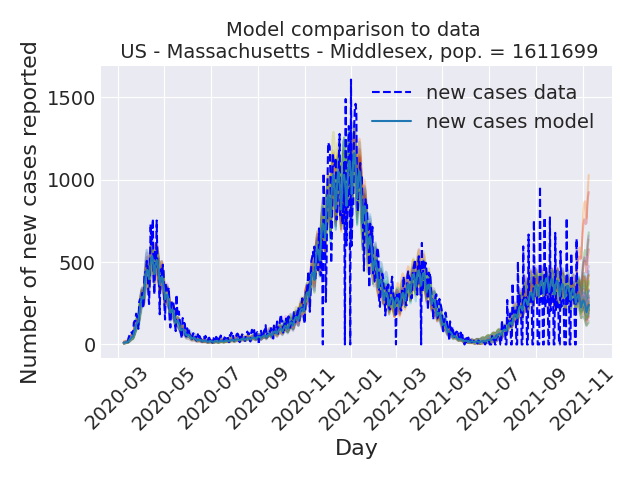 Model comparison to data
US - Massachusetts - Middlesex, pop. = 1611699
Number of new cases reported
1500
1000
500
0
new cases data
new cases model
2020-03
2020-05
2020-07
2020-09
2020-11
2021-01
2021-03
2021-05
2021-07
2021-09
2021-11
Day